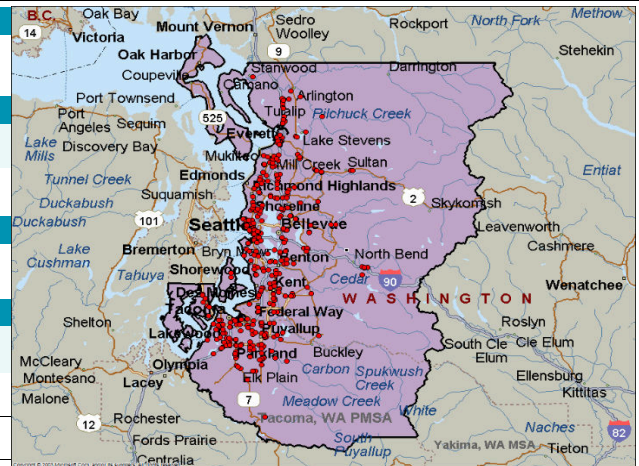 B.C.
Oak Bay
Mount Vernon
Sedro
Woolley
Rockport
North Fork
Methow
14
Victoria
Oak Harbor
9
Stehekin
Coupeville
Stanwood
Darrington
Camano
Port Townsend
Arlington
Port
Angeles
Sequim
525
Tulalip
Pilchuck Creek
Everett
Lake
Mills
Discovery Bay
Lake Stevens
Mukilteo
Mill Creek
Sultan
Entiat
Tunnel Creek
Edmonds
Richmond Highlands
Suquamish
2
Duckabush
Shoreline
Skykomish
Duckabush
101
Seattle
Bellevue
Leavenworth
Cashmere
Lake
Cushman
Bremerton
Bryn Mawr
Renton
North Bend
Tahuya
Shorewood
Cedar
90
Wenatchee
Kent
Des Moines
WASHINGTON
Tacoma
Federal Way
Shelton
Lakewood
Puyallup
Roslyn
Parkland
Buckley
South Cle
Elum
Cle Elum
McCleary
Olympia
Carbon
Spukwush
Creek
Montesano
Elk Plain
Ellensburg
Lacey
Kittitas
Malone
7
Meadow Creek
12
Rochester
Tacoma, WA PMSA
White
Naches
82
Fords Prairie
South
Puyallup
Yakima, WA MSA
Tieton
Centralia